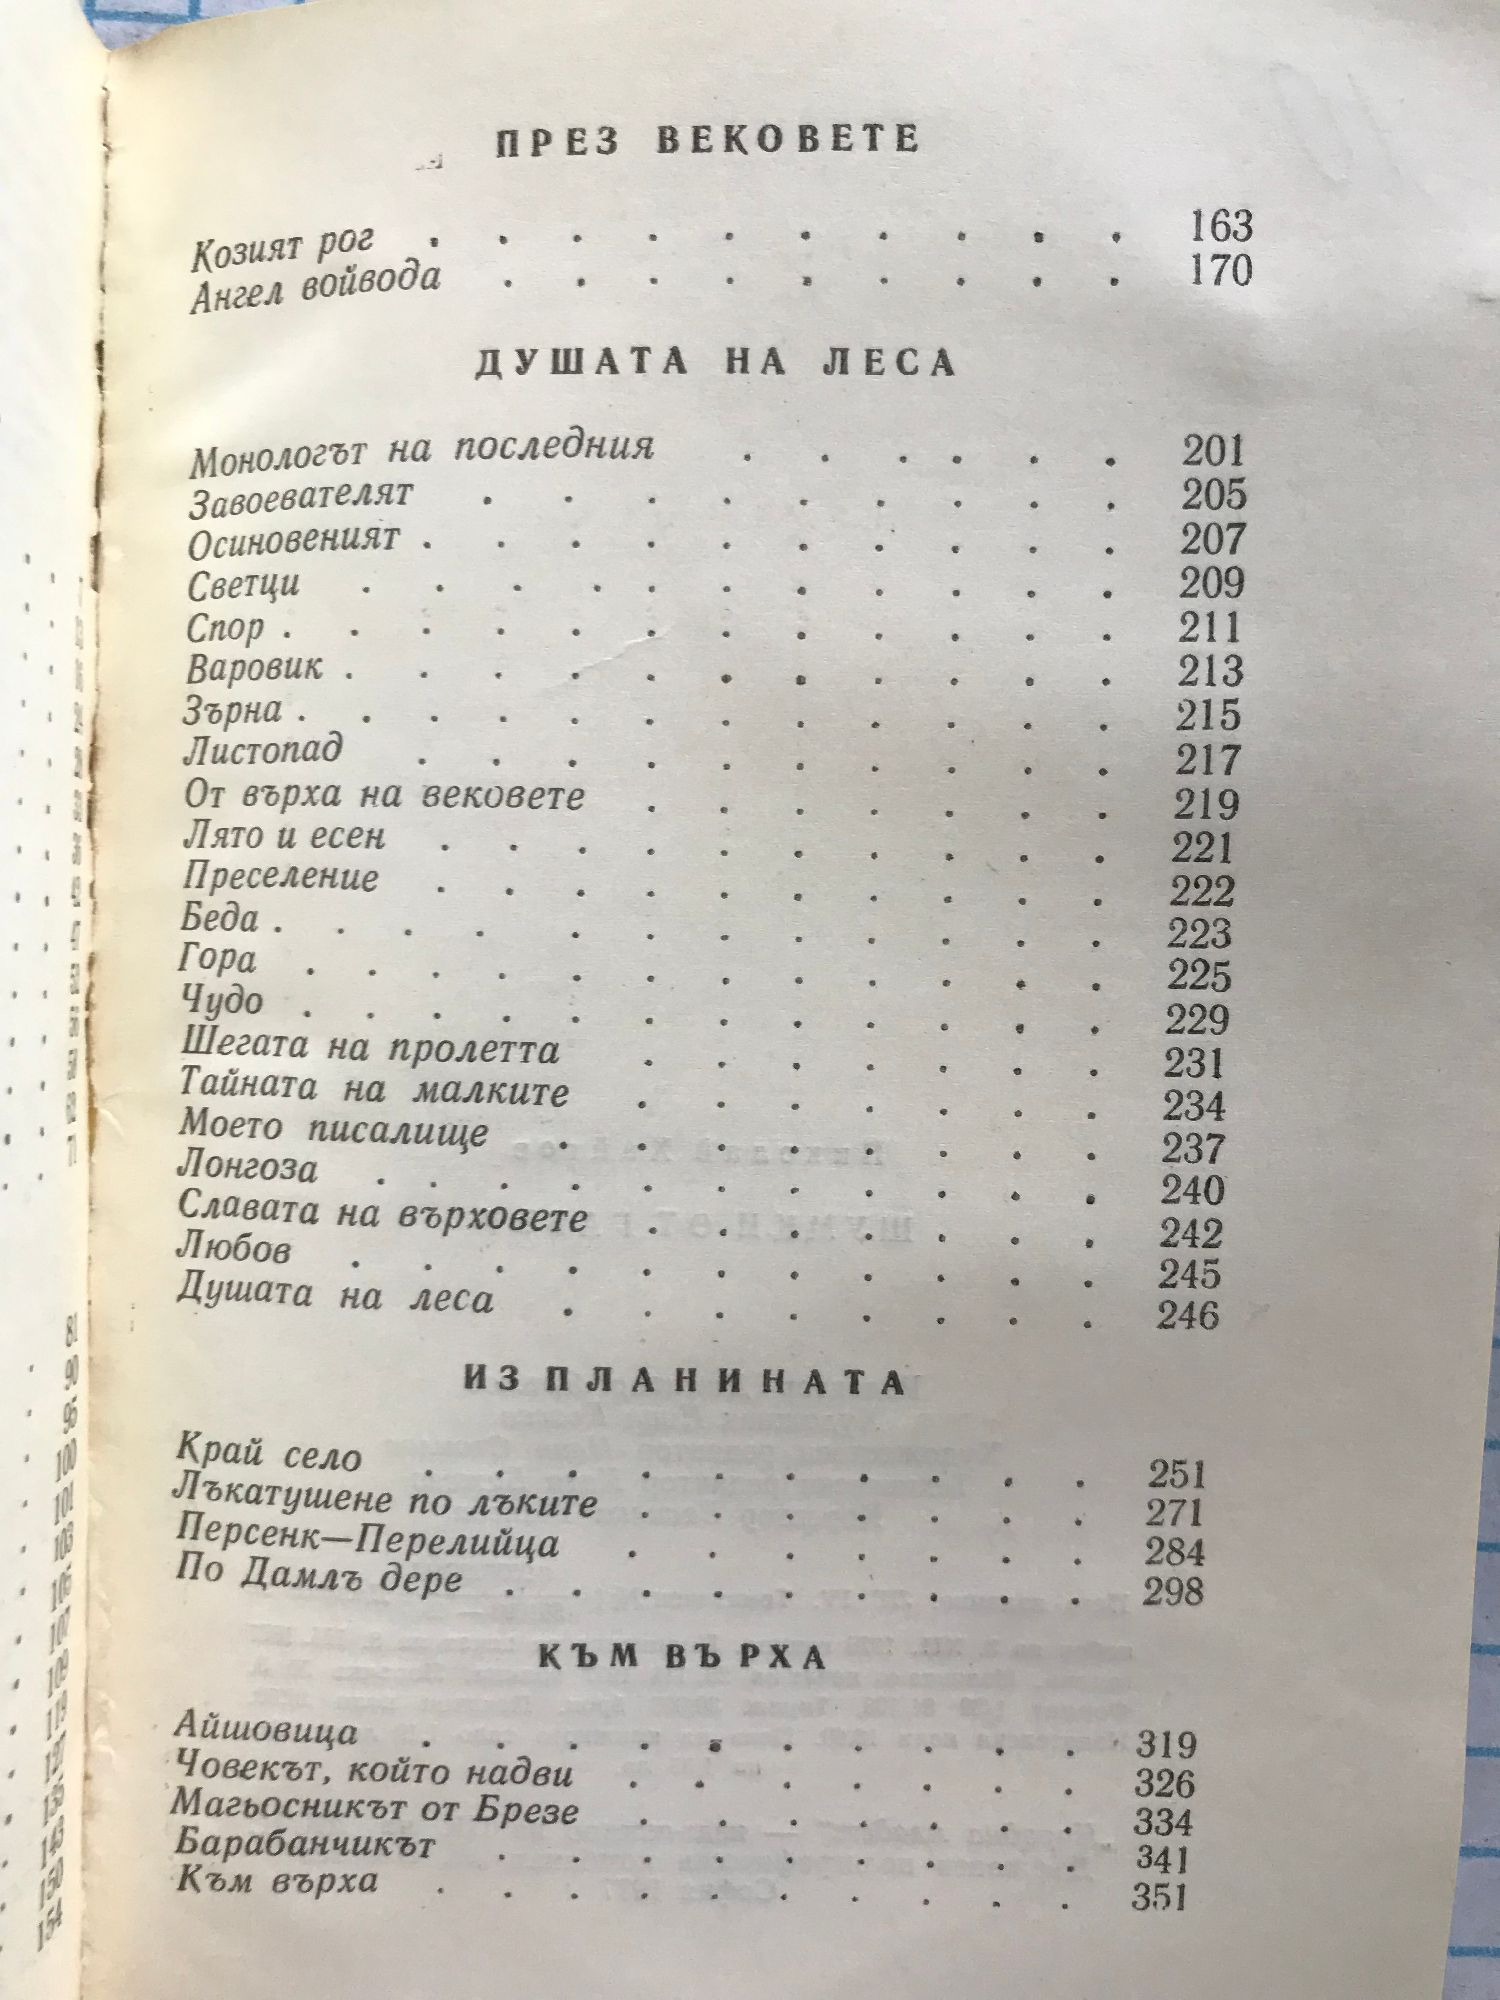 ПРЕЗ ВЕКОВЕТЕ
Козият рог . . . . . . . . . . 163
Ангел войвода . . . . . . . . . 170
ДУШАТА НА ЛЕСА
Монологът на последния . . . . . . 201
Завоевателят . . . . . . . . . 205
Осиновеният . . . . . . . . . . 207
Светци . . . . . . . . . . . 209
Спор . . . . . . . . . . . . 211
Варовик . . . . . . . . . . . 213
Зърна . . . . . . . . . . . . 215
Листопад . . . . . . . . . . 217
От върха на вековете . . . . . . . 219
Лято и есен . . . . . . . . . . 221
Преселение . . . . . . . . . . 222
Беда . . . . . . . . . . . . 223
Гора . . . . . . . . . . . . 225
Чудо . . . . . . . . . . . . 229
Шегата на пролетта . . . . . . . 231
Тайната на малките . . . . . . . 234
Моето писалище . . . . . . . . 237
Лонгоза . . . . . . . . . . . 240
Славата на върховете . . . . . . . 242
Любов . . . . . . . . . . . 245
Душата на леса . . . . . . . . 246
ИЗ ПЛАНИНАТА
Край село . . . . . . . . . . 251
Лъкатушене по лъките . . . . . . . 271
Персенк—Перелийца . . . . . . . 284
По Дамлъ дере . . . . . . . . . 298
КЪМ ВЪРХА
Айшовица . . . . . . . . . . 319
Човекът, който надви . . . . . . . 326
Магьосникът от Брезе . . . . . . . 334
Барабанчикът . . . . . . . . . 341
Към върха . . . . . . . . . . 351